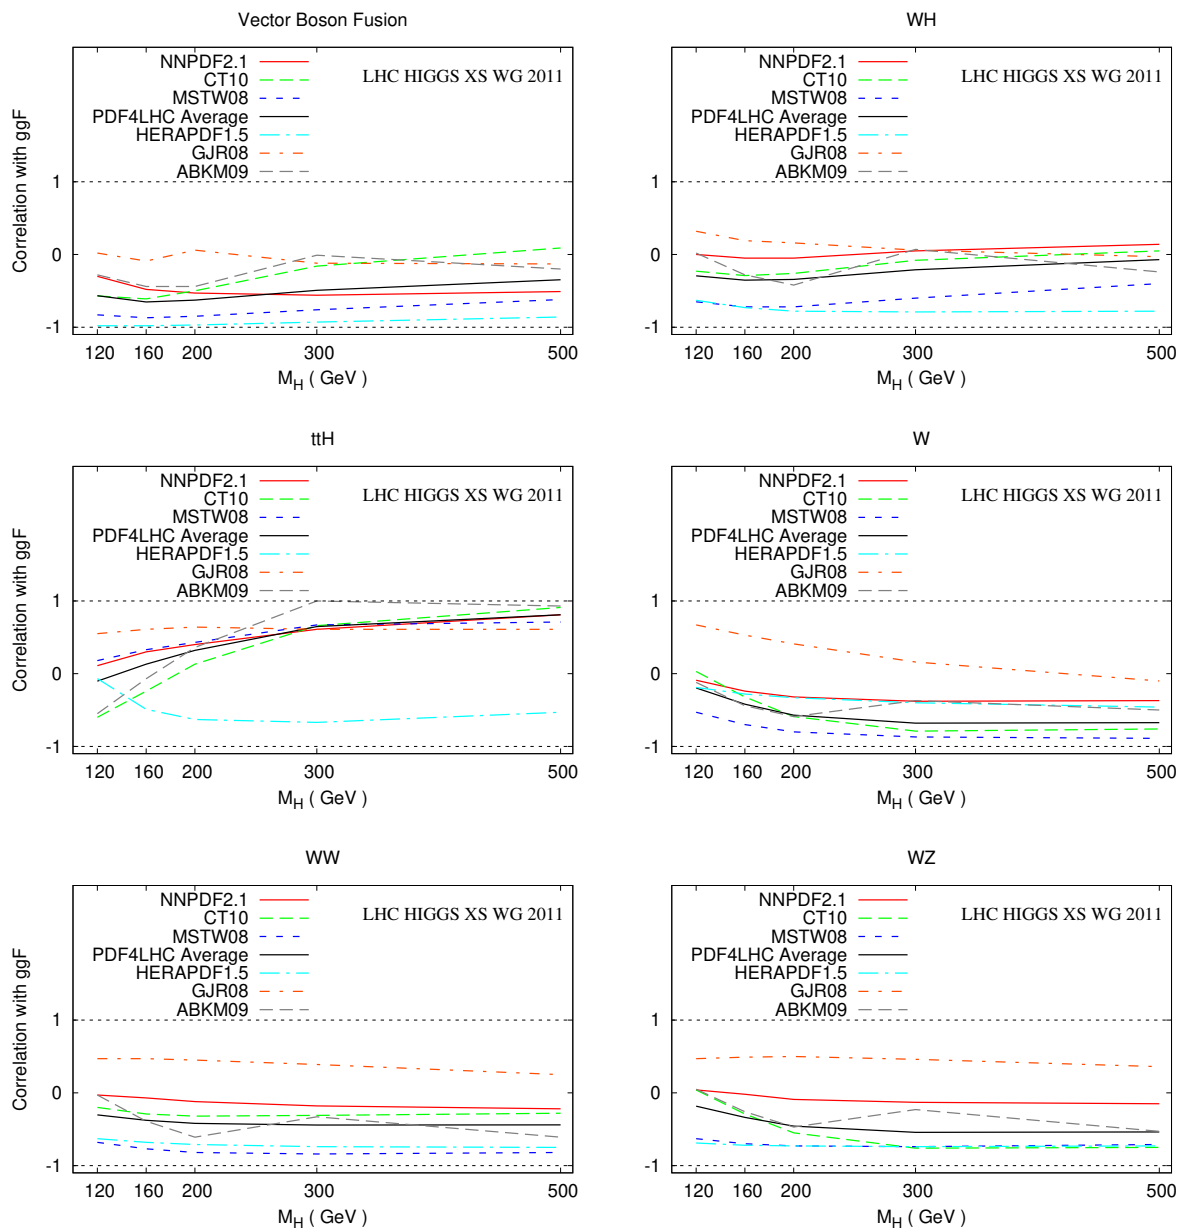 Vector Boson Fusion
NNPDF2.1
CT10
MSTW08
PDF4LHC Average
HERAPDF1.5
GJR08
ABKM09
LHC HIGGS XS WG 2011
Correlation with ggF
1
0
-1
120 160 200 300 500
M_H ( GeV )
WH
NNPDF2.1
CT10
MSTW08
PDF4LHC Average
HERAPDF1.5
GJR08
ABKM09
LHC HIGGS XS WG 2011
1
0
-1
120 160 200 300 500
M_H ( GeV )
ttH
NNPDF2.1
CT10
MSTW08
PDF4LHC Average
HERAPDF1.5
GJR08
ABKM09
LHC HIGGS XS WG 2011
Correlation with ggF
1
0
-1
120 160 200 300 500
M_H ( GeV )
W
NNPDF2.1
CT10
MSTW08
PDF4LHC Average
HERAPDF1.5
GJR08
ABKM09
LHC HIGGS XS WG 2011
1
0
-1
120 160 200 300 500
M_H ( GeV )
WW
NNPDF2.1
CT10
MSTW08
PDF4LHC Average
HERAPDF1.5
GJR08
ABKM09
LHC HIGGS XS WG 2011
Correlation with ggF
1
0
-1
120 160 200 300 500
M_H ( GeV )
WZ
NNPDF2.1
CT10
MSTW08
PDF4LHC Average
HERAPDF1.5
GJR08
ABKM09
LHC HIGGS XS WG 2011
1
0
-1
120 160 200 300 500
M_H ( GeV )